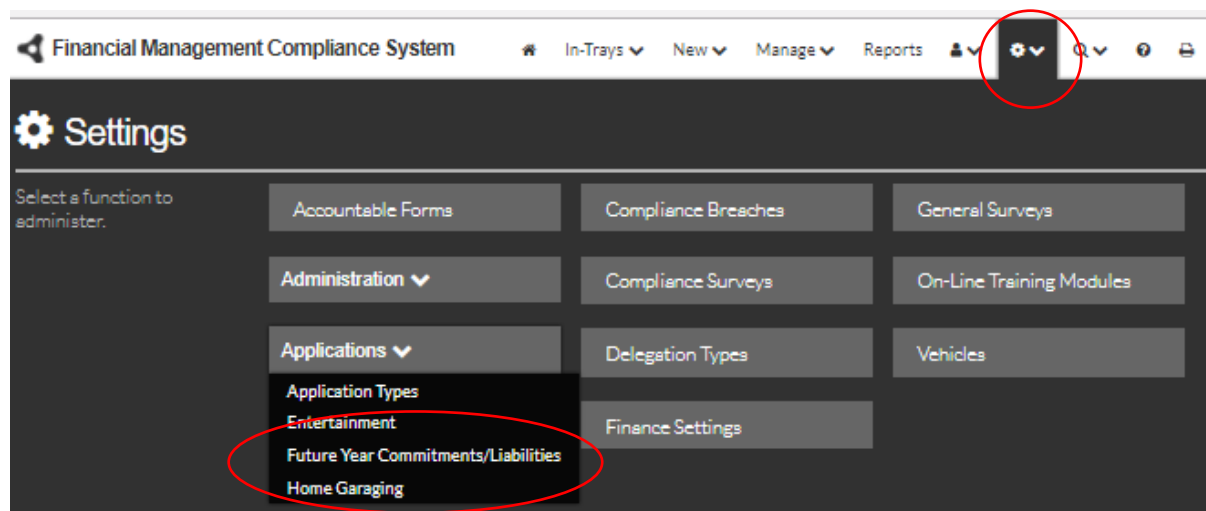 Financial Management Compliance System In-Trays New Manage Reports
Settings
Select a function to
administer.
Accountable Forms Compliance Breaches General Surveys
Administration Compliance Surveys On-Line Training Modules
Applications Delegation Types Vehicles
Application Types
Entertainment Finance Settings
Future Year Commitments/Liabilities
Home Garaging